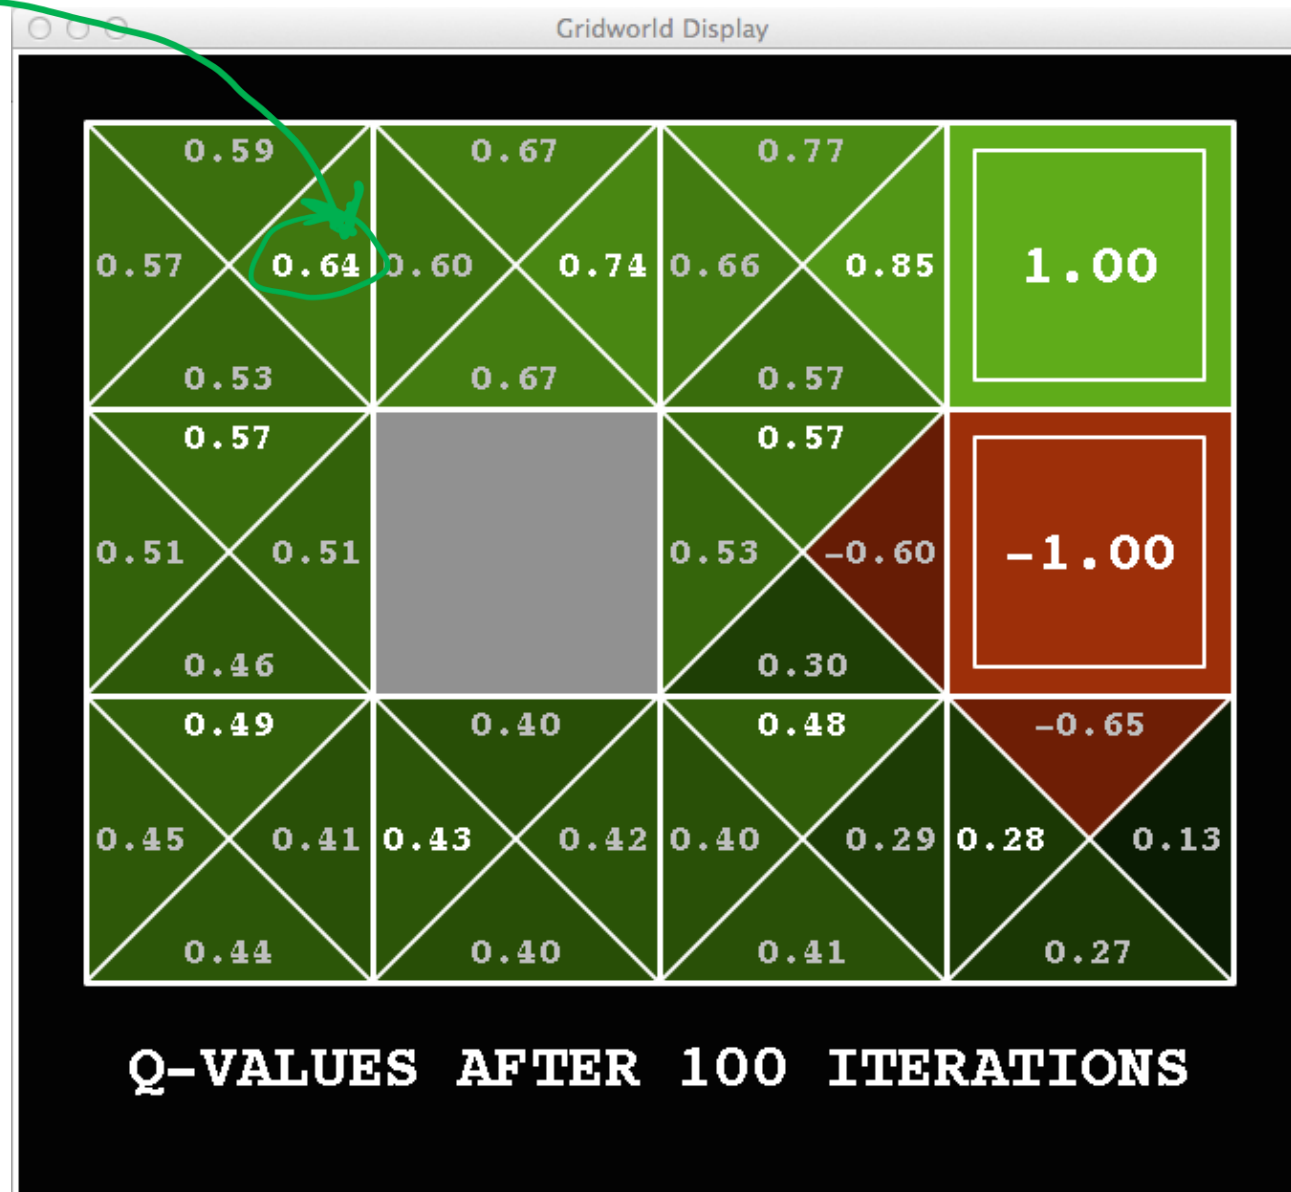 Gridworld Display
0.59 0.67 0.77
0.57 0.64 0.60 0.74 0.66 0.85 1.00
0.53 0.67 0.57
0.57 0.57
0.51 0.51 0.53 -0.60 -1.00
0.46 0.30
0.49 0.40 0.48 -0.65
0.45 0.41 0.43 0.42 0.40 0.29 0.28 0.13
0.44 0.40 0.41 0.27
Q-VALUES AFTER 100 ITERATIONS